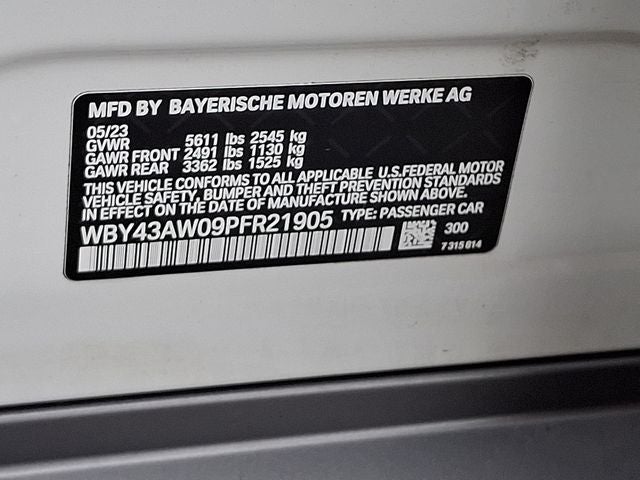 MFD BY BAYERISCHE MOTOREN WERKE AG
05/23
GVWR 5611 lbs 2545 kg
GAWR FRONT 2491 lbs 1130 kg
GAWR REAR 3362 lbs 1525 kg
THIS VEHICLE CONFORMS TO ALL APPLICABLE U.S.FEDERAL MOTOR
VEHICLE SAFETY, BUMPER AND THEFT PREVENTION STANDARDS
IN EFFECT ON THE DATE OF MANUFACTURE SHOWN ABOVE.
WBY43AW09PFR21905 TYPE: PASSENGER CAR
300
7 315 814